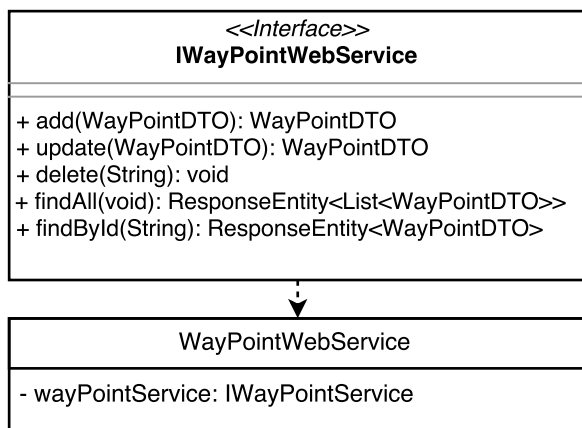 <<Interface>>
IWayPointWebService
+ add(WayPointDTO): WayPointDTO
+ update(WayPointDTO): WayPointDTO
+ delete(String): void
+ findAll(void): ResponseEntity<List<WayPointDTO>>
+ findById(String): ResponseEntity<WayPointDTO>
WayPointWebService
- wayPointService: IWayPointService